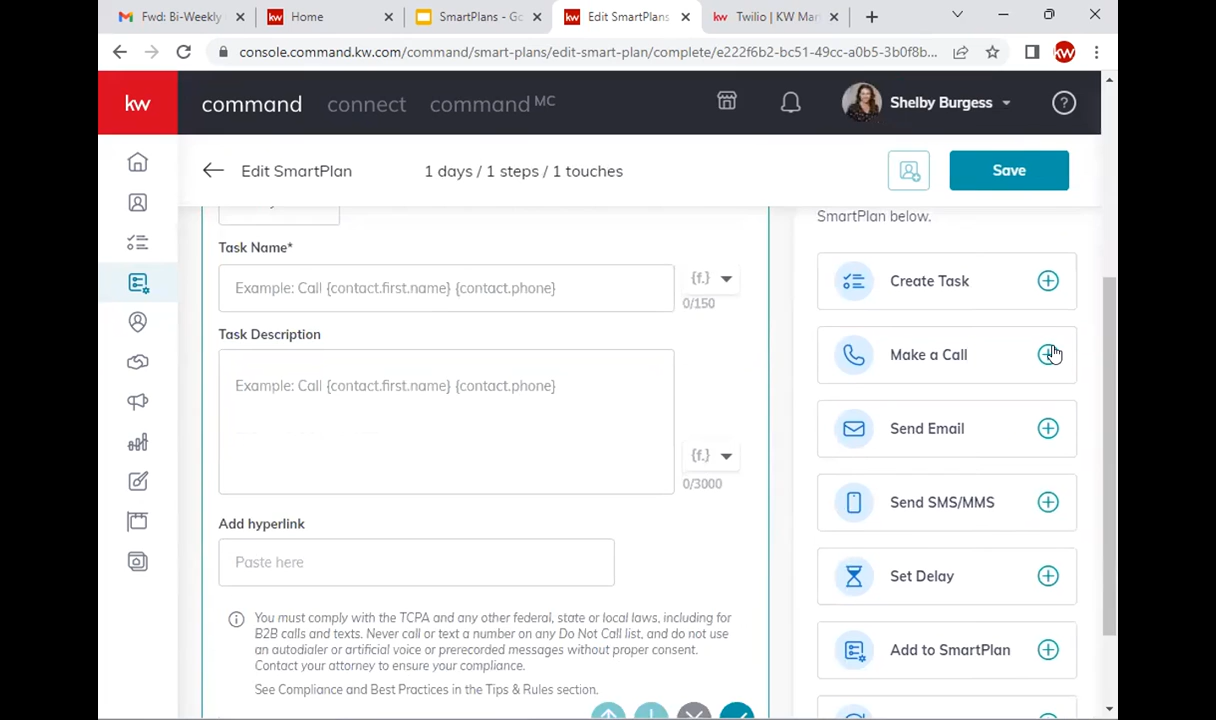 Fwd: Bi-Weekly
Home
SmartPlans - Go
Edit SmartPlans
kw
Twilio | KW Mar
console.command.kw.com/command/smart-plans/edit-smart-plan/complete/e222f6b2-bc51-49cc-a0b5-3b0f8b...
kw
kw
command
connect
command MC
Shelby Burgess
Edit SmartPlan
1 days / 1 steps / 1 touches
Save
SmartPlan below.
Task Name*
Example: Call {contact.first.name} {contact.phone}
{f.}
0/150
Task Description
Example: Call {contact.first.name} {contact.phone}
{f.}
0/3000
Add hyperlink
Paste here
You must comply with the TCPA and any other federal, state or local laws, including for
B2B calls and texts. Never call or text a number on any Do Not Call list, and do not use
an autodialer or artificial voice or prerecorded messages without proper consent.
Contact your attorney to ensure your compliance.
See Compliance and Best Practices in the Tips & Rules section.
Create Task
Make a Call
Send Email
Send SMS/MMS
Set Delay
Add to SmartPlan